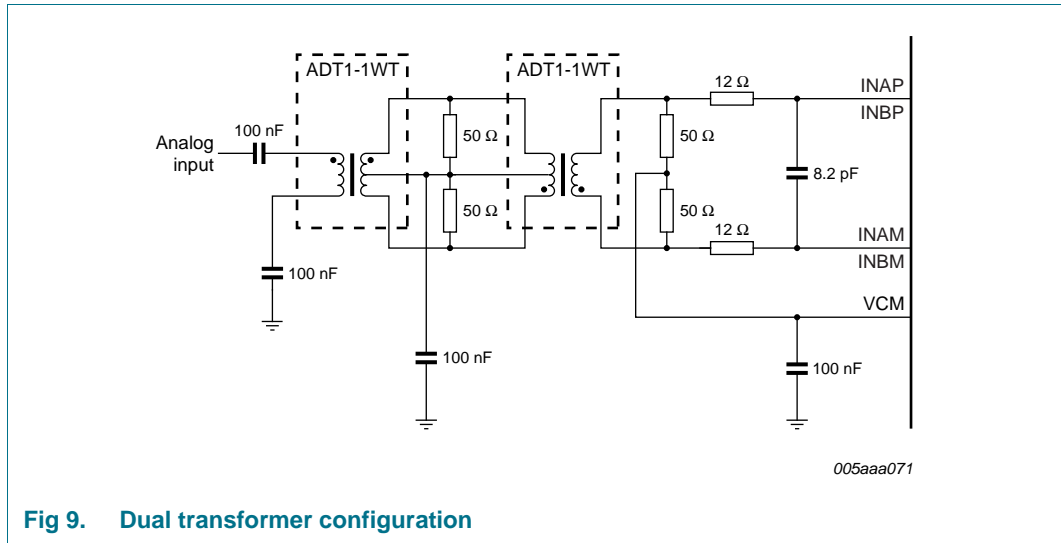 ADT1-1WT
ADT1-1WT
12 Ω
INAP
INBP
100 nF
Analog
input
50 Ω
50 Ω
8.2 pF
50 Ω
50 Ω
12 Ω
INAM
INBM
100 nF
VCM
100 nF
100 nF
005aaa071
Fig 9. Dual transformer configuration